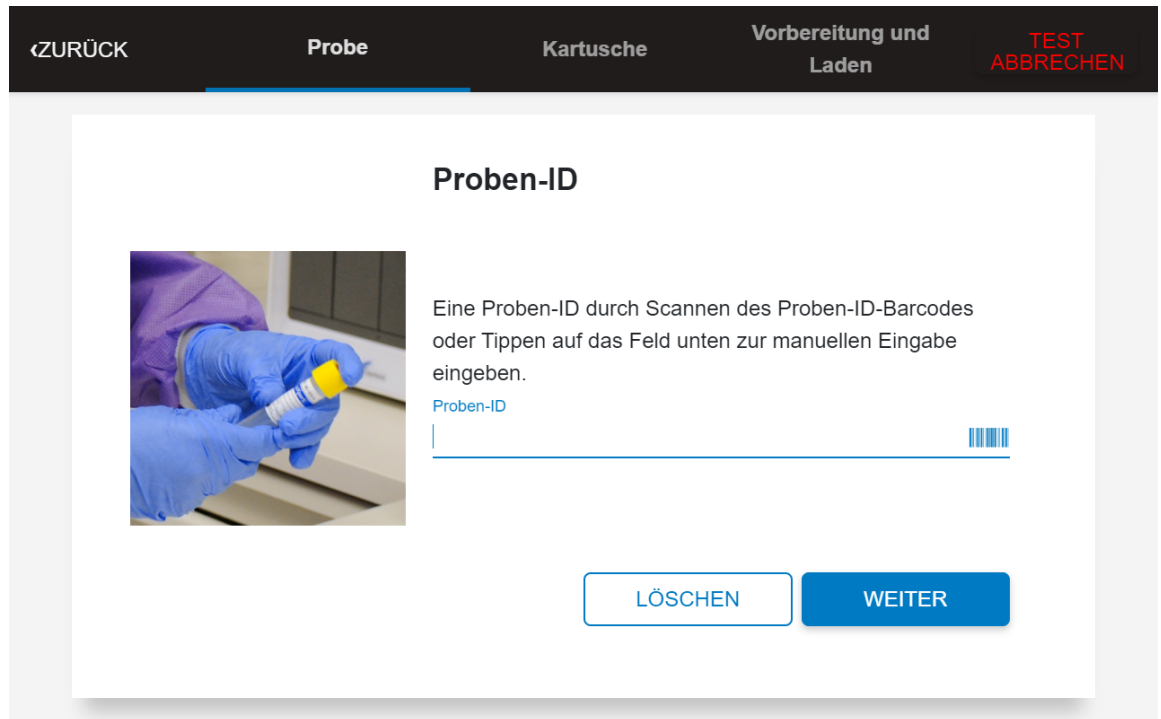 ‹ZURÜCK
Probe
Kartusche
Vorbereitung und
Laden
TEST
ABBRECHEN
Proben-ID
Eine Proben-ID durch Scannen des Proben-ID-Barcodes
oder Tippen auf das Feld unten zur manuellen Eingabe
eingeben.
Proben-ID
LÖSCHEN
WEITER